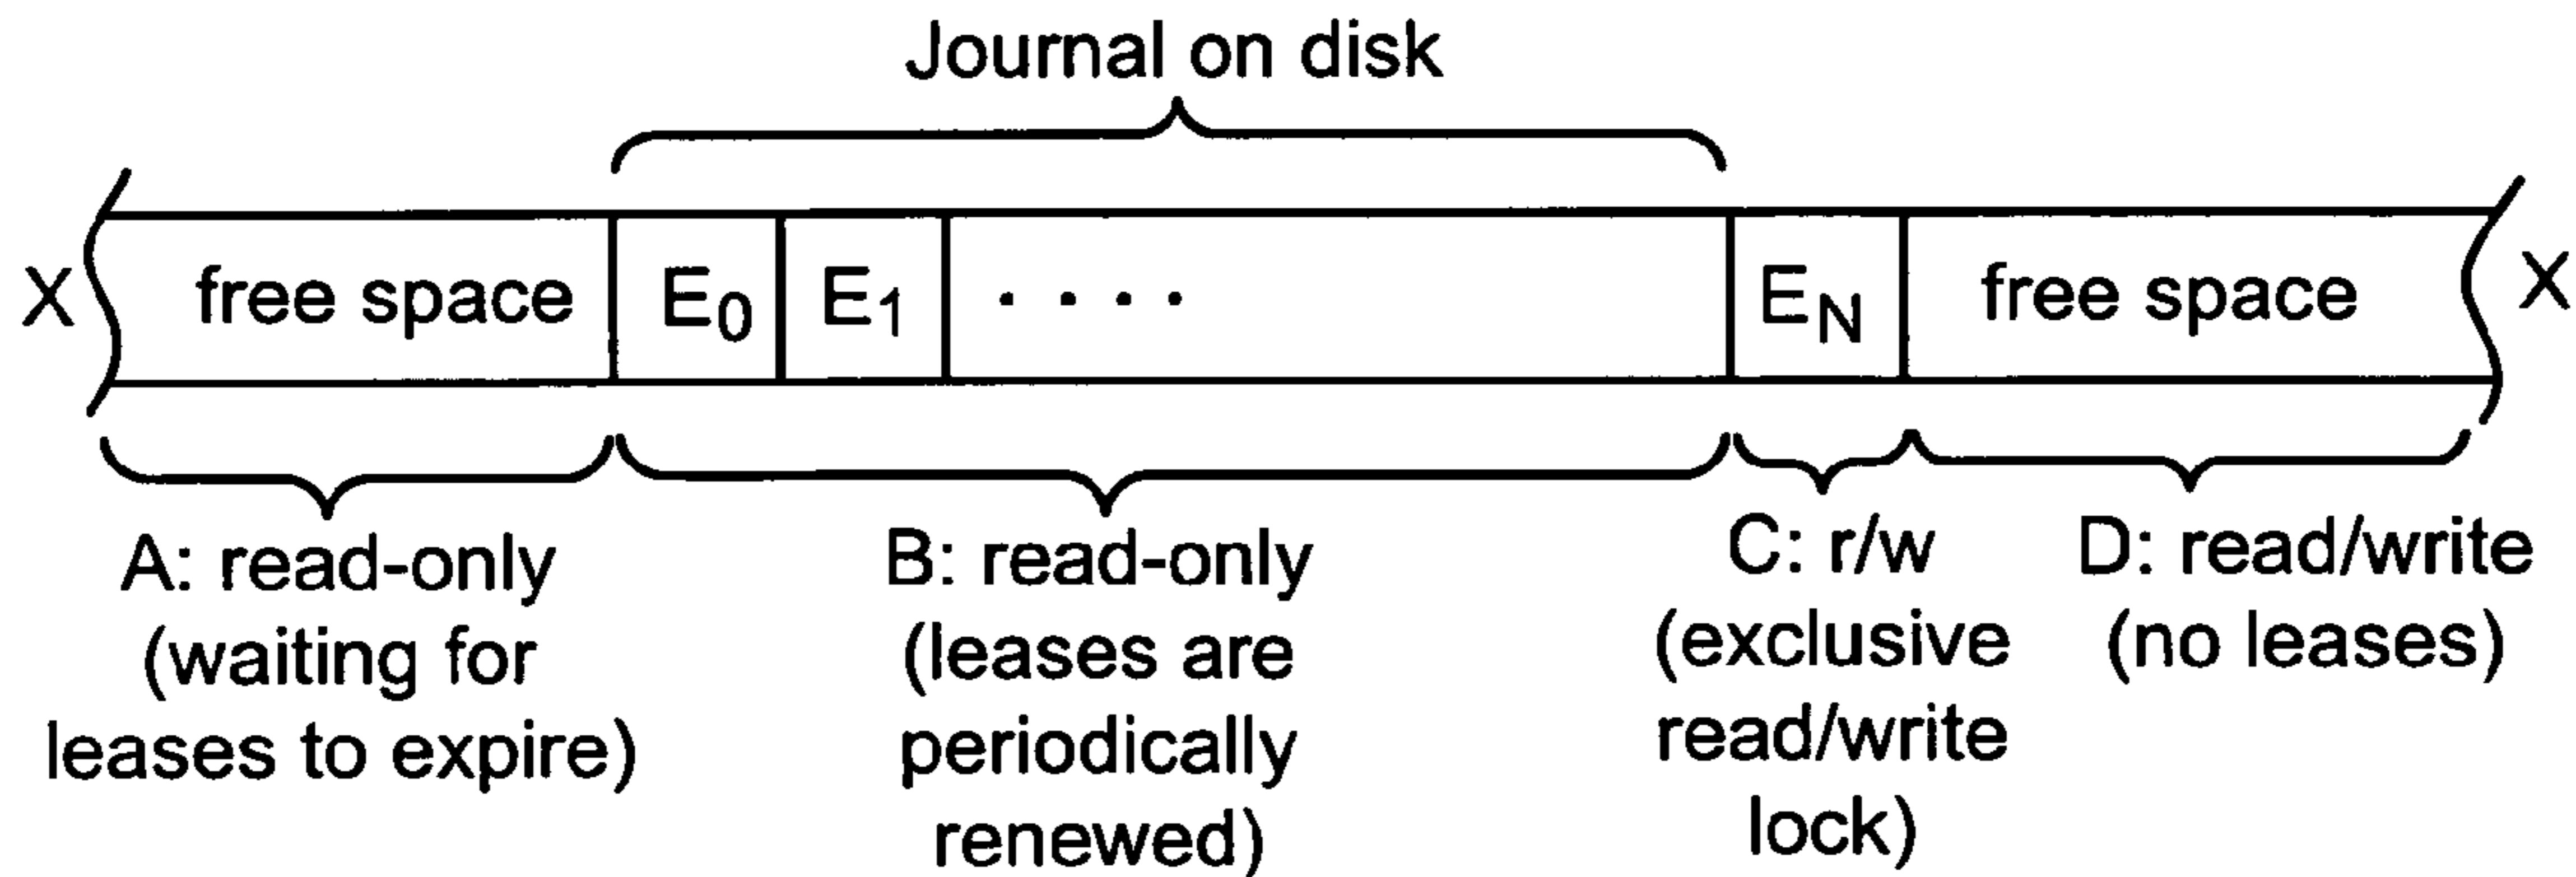 Journal on disk
X free space E0 E1 .... EN free space X
A: read-only
(waiting for
leases to expire)
B: read-only
(leases are
periodically
renewed)
C: r/w
(exclusive
read/write
lock)
D: read/write
(no leases)